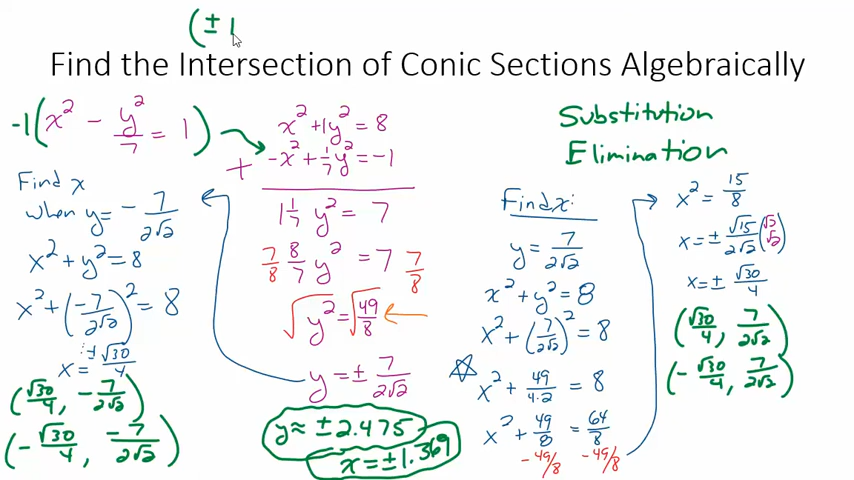 (± 1
Find the Intersection of Conic Sections Algebraically
-1(x² - y²/7 = 1)
Find x
when y = - 7/2√2
x² + y² = 8
x² + (-7/2√2)² = 8
x = ± √30/4
(√30/4, - 7/2√2)
(- √30/4, -7/2√2)
x² + 1y² = 8
+ -x² + 1/7 y² = -1
1 1/7 y² = 7
7/8 8/7 y² = 7 7/8
√y² = √49/8
y = ± 7/2√2
y ≈ ± 2.475
x = ± 1.369
Substitution
Elimination
Find x:
y = 7/2√2
x² + y² = 8
x² + (7/2√2)² = 8
x² + 49/4·2 = 8
x² + 49/8 = 64/8
-49/8 -49/8
x² = 15/8
x = ± √15/2√2 (√2/√2)
x = ± √30/4
(√30/4, 7/2√2)
(- √30/4, 7/2√2)